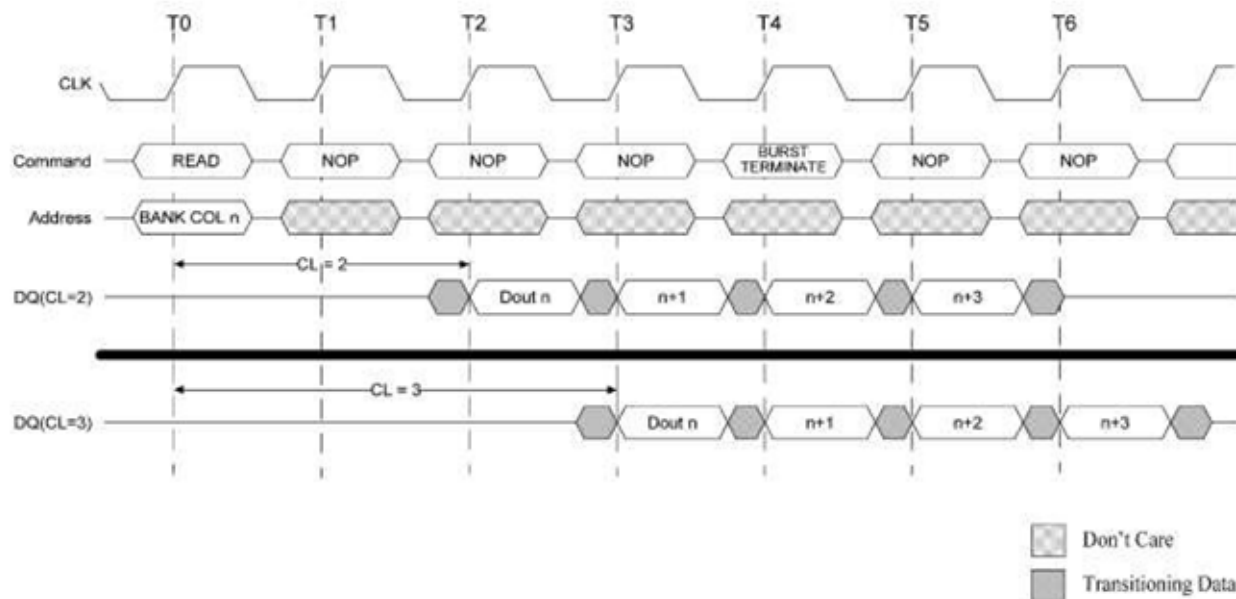 T0 T1 T2 T3 T4 T5 T6
CLK
Command READ NOP NOP NOP BURST TERMINATE NOP NOP
Address BANK COL n
CL = 2
DQ(CL=2) Dout n n+1 n+2 n+3
CL = 3
DQ(CL=3) Dout n n+1 n+2 n+3
Don't Care
Transitioning Data